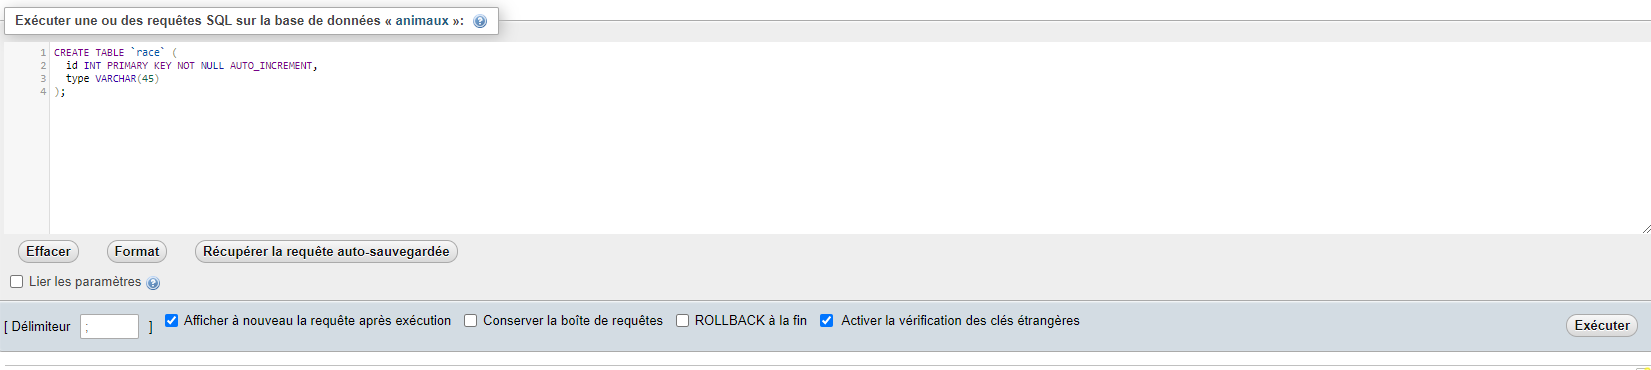 Exécuter une ou des requêtes SQL sur la base de données « animaux »:
1 CREATE TABLE `race` (
2 id INT PRIMARY KEY NOT NULL AUTO_INCREMENT,
3 type VARCHAR(45)
4 );
Effacer Format Récupérer la requête auto-sauvegardée
Lier les paramètres
[ Délimiteur ; ] Afficher à nouveau la requête après exécution Conserver la boîte de requêtes ROLLBACK à la fin Activer la vérification des clés étrangères Exécuter